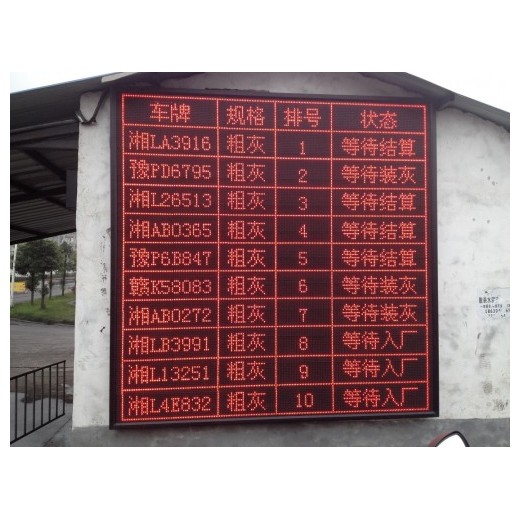 车牌 规格 排号 状态
湘LA3916 粗灰 1 等待结算
豫PD6795 粗灰 2 等待装灰
湘L26513 粗灰 3 等待结算
湘AB0365 粗灰 4 等待结算
豫P6B847 粗灰 5 等待结算
赣K58083 粗灰 6 等待装灰
湘AB0272 粗灰 7 等待装灰
湘LB3991 粗灰 8 等待入厂
湘L13251 粗灰 9 等待入厂
湘L4E832 粗灰 10 等待入厂